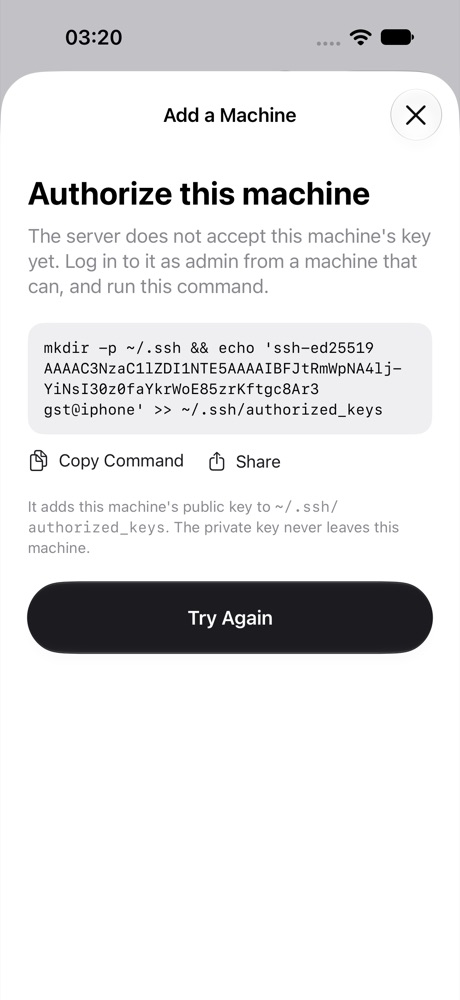 03:20
Add a Machine
Authorize this machine
The server does not accept this machine's key
yet. Log in to it as admin from a machine that
can, and run this command.
mkdir -p ~/.ssh && echo 'ssh-ed25519
AAAAC3NzaC1lZDI1NTE5AAAAIBFJtRmWpNA4lj-
YiNsI30z0faYkrWoE85zrKftgc8Ar3
gst@iphone' >> ~/.ssh/authorized_keys
Copy Command
Share
It adds this machine's public key to ~/.ssh/
authorized_keys. The private key never leaves this
machine.
Try Again